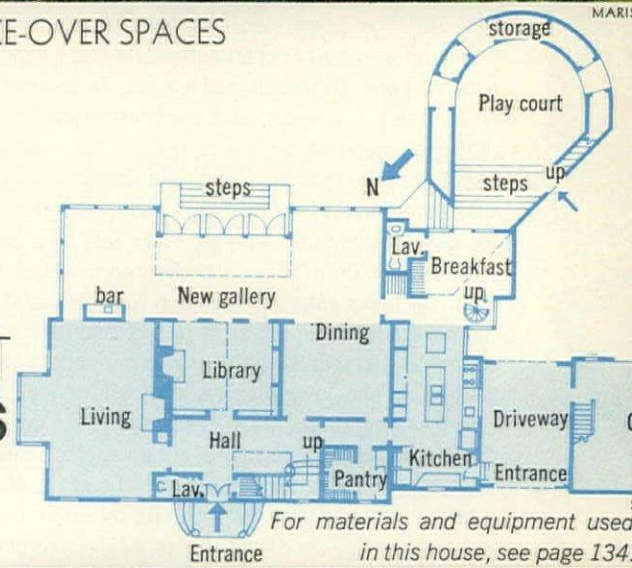 E-OVER SPACES
MARIS
storage
Play court
steps up
N
steps
Lav.
Breakfast
up
bar
New gallery
Dining
Library
Living
Hall
up
Driveway
Kitchen
Pantry
Entrance
Lav.
Entrance
For materials and equipment used
in this house, see page 134.